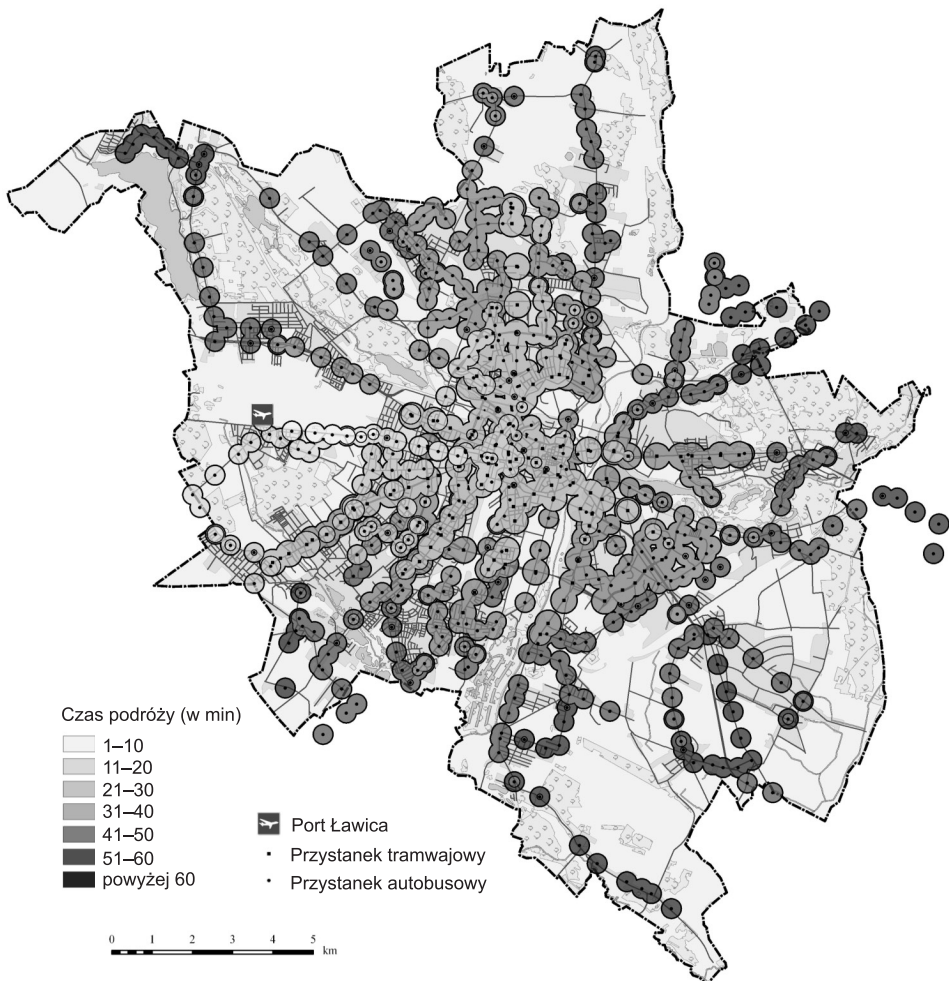 Czas podróży (w min)
1–10
11–20
21–30
31–40
41–50
51–60
powyżej 60
Port Ławica
Przystanek tramwajowy
Przystanek autobusowy
0 1 2 3 4 5
km